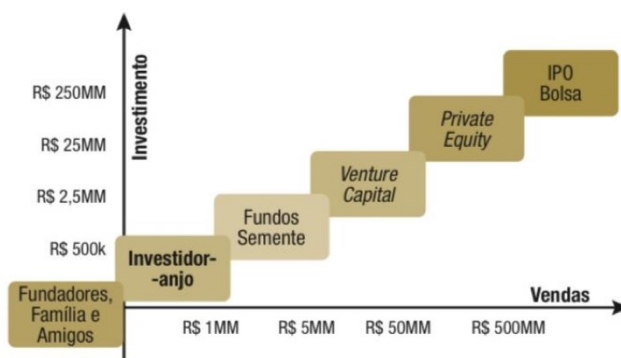 Investimento
R$ 250MM
R$ 25MM
R$ 2,5MM
R$ 500k
IPO
Bolsa
Private
Equity
Venture
Capital
Fundos
Semente
Investidor-
-anjo
Fundadores,
Família e
Amigos
Vendas
R$ 1MM
R$ 5MM
R$ 50MM
R$ 500MM